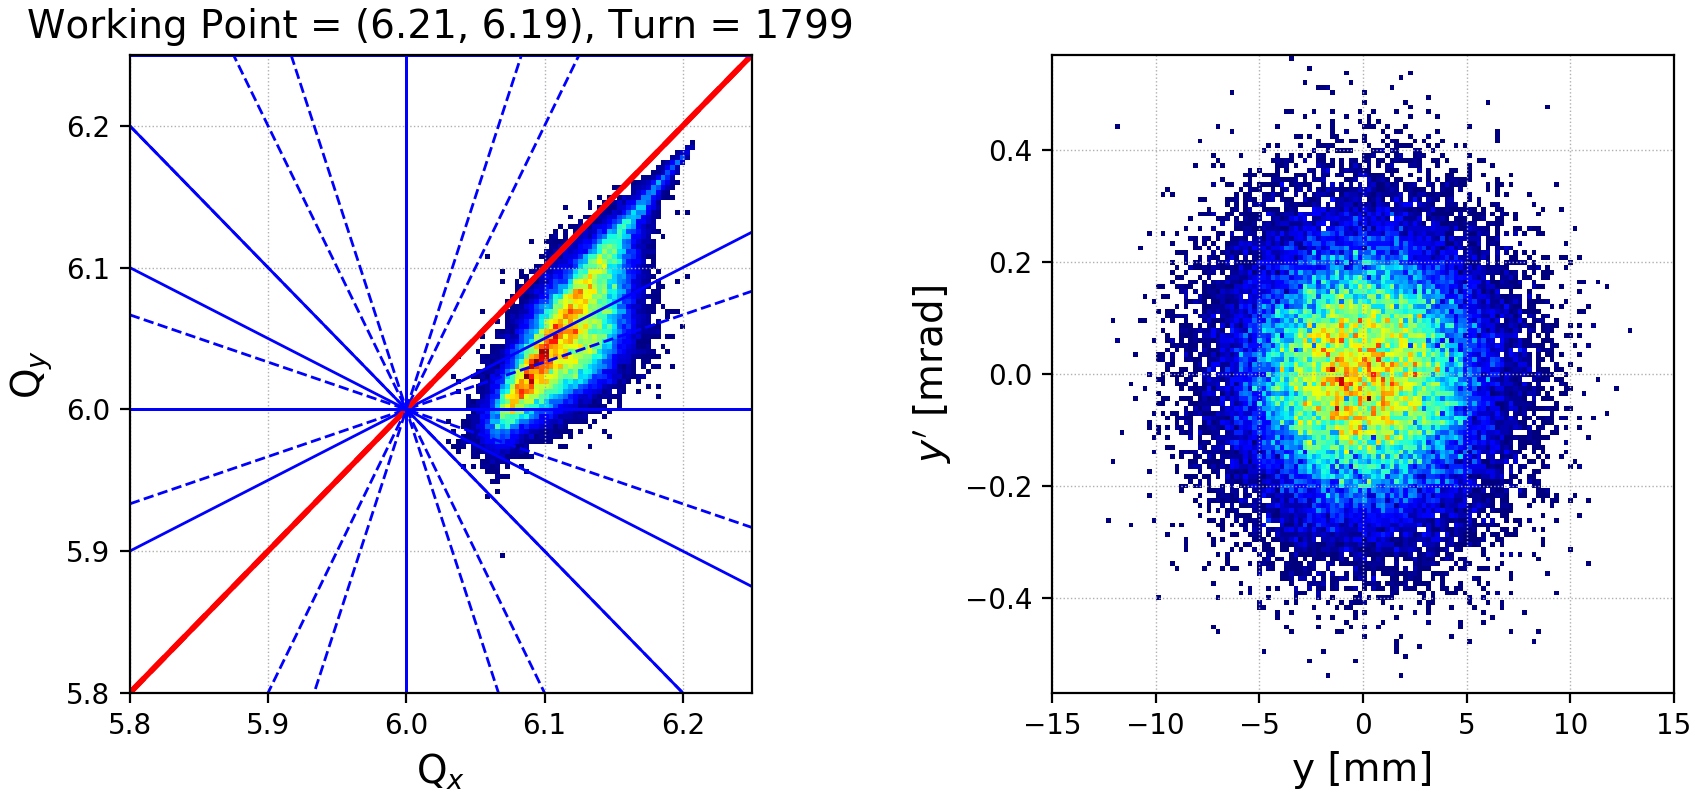 Working Point = (6.21, 6.19), Turn = 1799
6.2
6.1
6.0
5.9
5.8
Q_y
5.8 5.9 6.0 6.1 6.2
Q_x
0.4
0.2
0.0
−0.2
−0.4
y′ [mrad]
−15 −10 −5 0 5 10 15
y [mm]